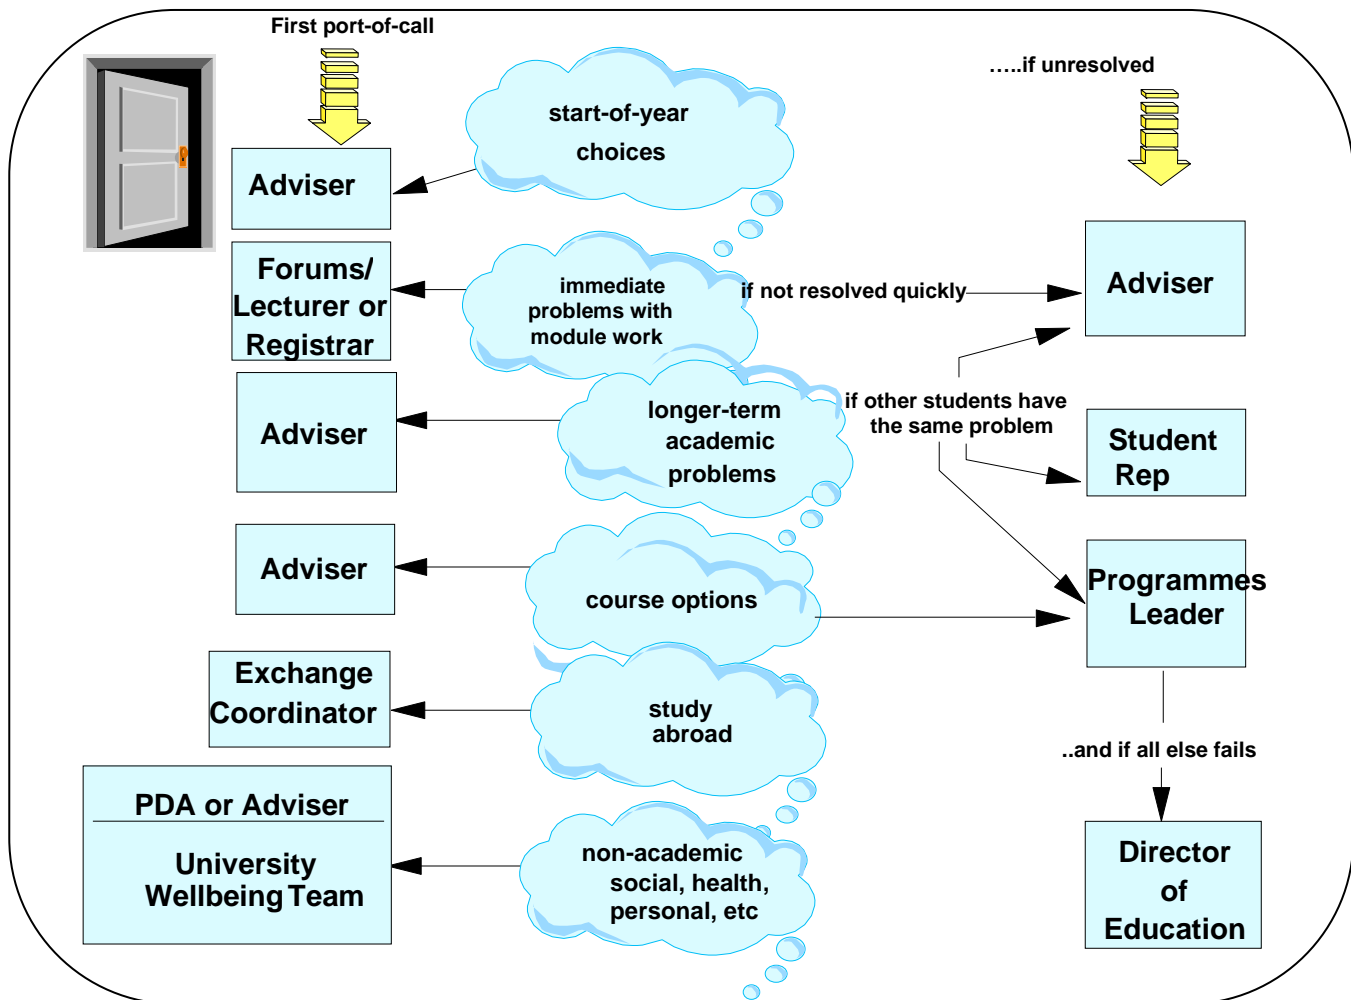 First port-of-call
…..if unresolved
start-of-year
choices
Adviser
Forums/
Lecturer or
Registrar
immediate
problems with
module work
if not resolved quickly
Adviser
Adviser
longer-term
academic
problems
if other students have
the same problem
Student
Rep
Adviser
course options
Programmes
Leader
Exchange
Coordinator
study
abroad
..and if all else fails
PDA or Adviser
University
Wellbeing Team
non-academic
social, health,
personal, etc
Director
of
Education